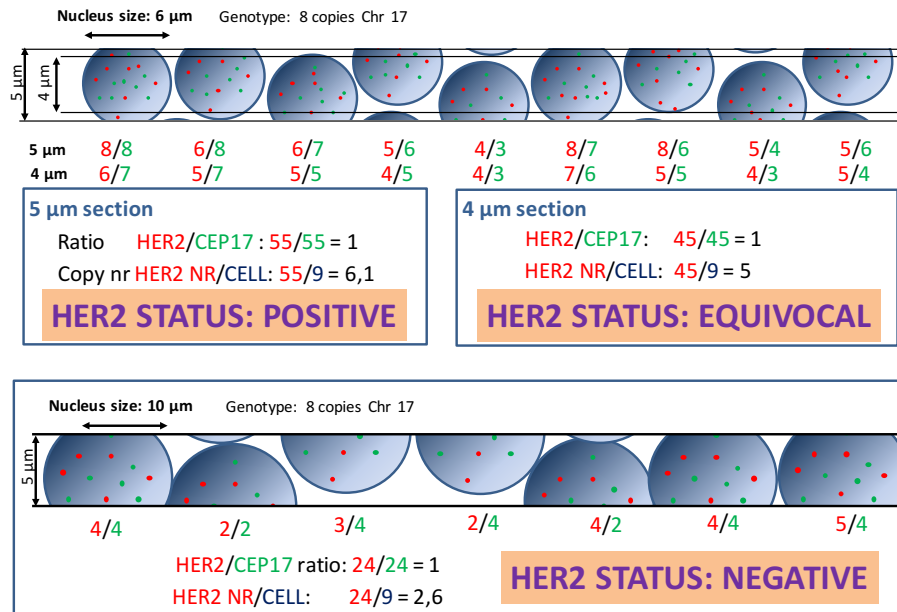 Nucleus size: 6 µm Genotype: 8 copies Chr 17
5 µm
4 µm
5 µm 8/8 6/8 6/7 5/6 4/3 8/7 8/6 5/4 5/6
4 µm 6/7 5/7 5/5 4/5 4/3 7/6 5/5 4/3 5/4
5 µm section
Ratio HER2/CEP17 : 55/55 = 1
Copy nr HER2 NR/CELL: 55/9 = 6,1
HER2 STATUS: POSITIVE
4 µm section
HER2/CEP17: 45/45 = 1
HER2 NR/CELL: 45/9 = 5
HER2 STATUS: EQUIVOCAL
Nucleus size: 10 µm Genotype: 8 copies Chr 17
5 µm
4/4 2/2 3/4 2/4 4/2 4/4 5/4
HER2/CEP17 ratio: 24/24 = 1
HER2 NR/CELL: 24/9 = 2,6
HER2 STATUS: NEGATIVE